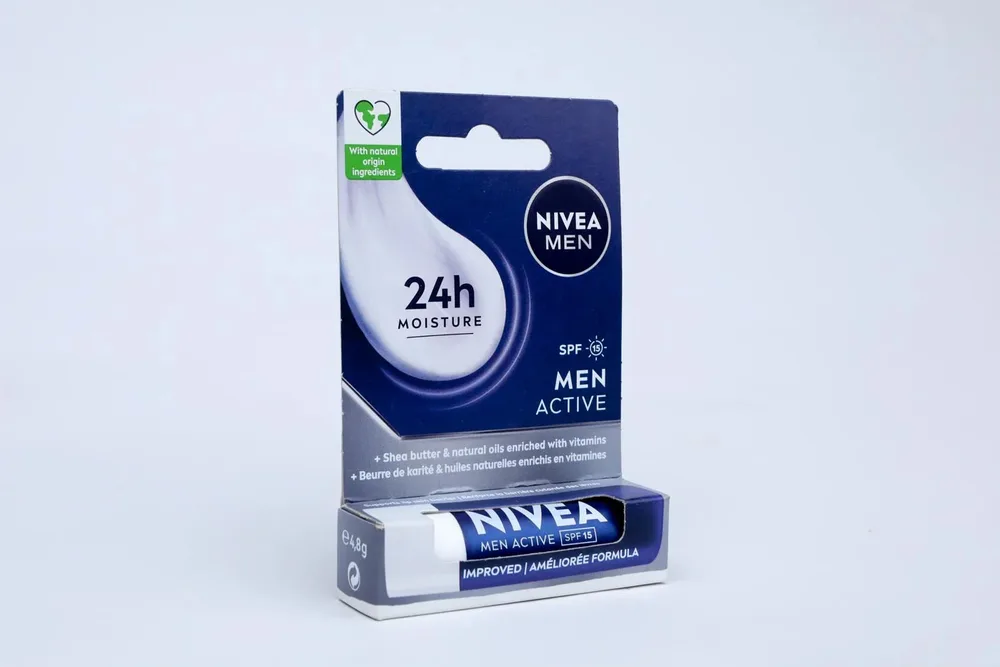 With natural
origin
ingredients
NIVEA
MEN
24h
MOISTURE
SPF 15
MEN
ACTIVE
+ Shea butter & natural oils enriched with vitamins
+ Beurre de karité & huiles naturelles enrichis en vitamines
NIVEA
MEN ACTIVE SPF 15
IMPROVED | AMÉLIORÉE FORMULA
℮4,8g